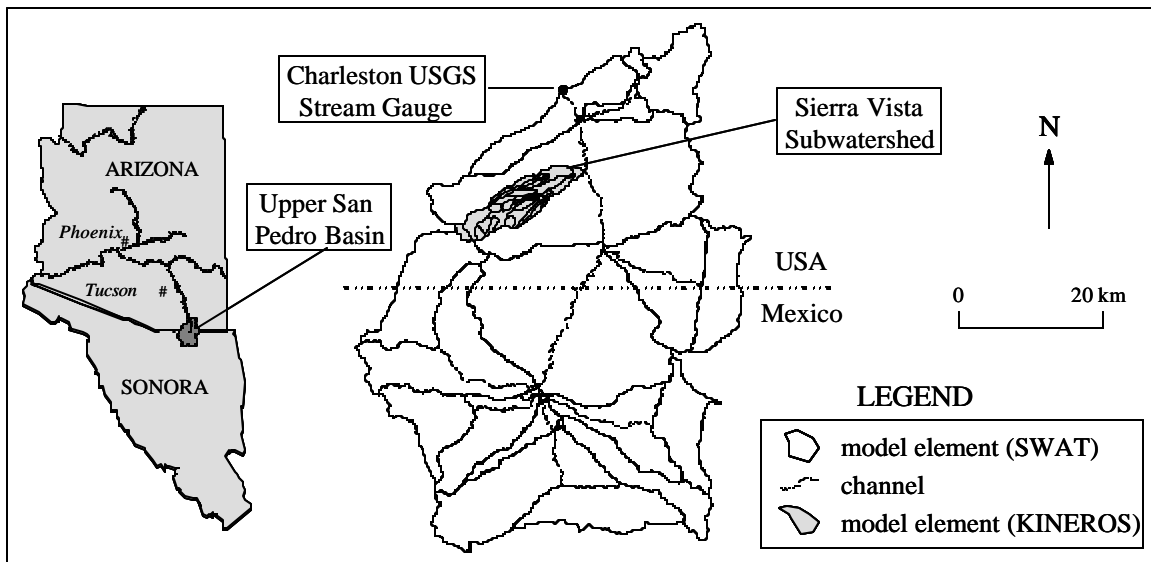 Charleston USGS
Stream Gauge
Sierra Vista
Subwatershed
N
ARIZONA
Upper San
Pedro Basin
Phoenix
#
Tucson
#
USA
Mexico
0
20 km
SONORA
LEGEND
model element (SWAT)
channel
model element (KINEROS)